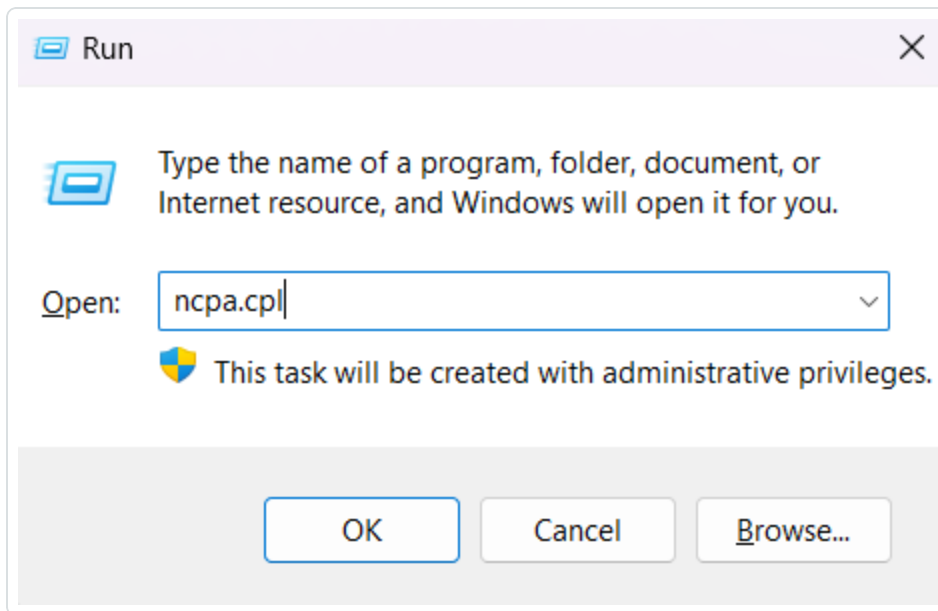 Run
Type the name of a program, folder, document, or
Internet resource, and Windows will open it for you.
Open: ncpa.cpl
This task will be created with administrative privileges.
OK Cancel Browse...